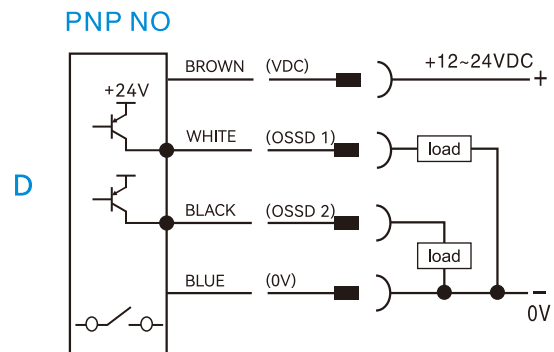 PNP NO
BROWN (VDC) +12~24VDC +
+24V
WHITE (OSSD 1) load
D
BLACK (OSSD 2)
load
BLUE (0V) −
0V